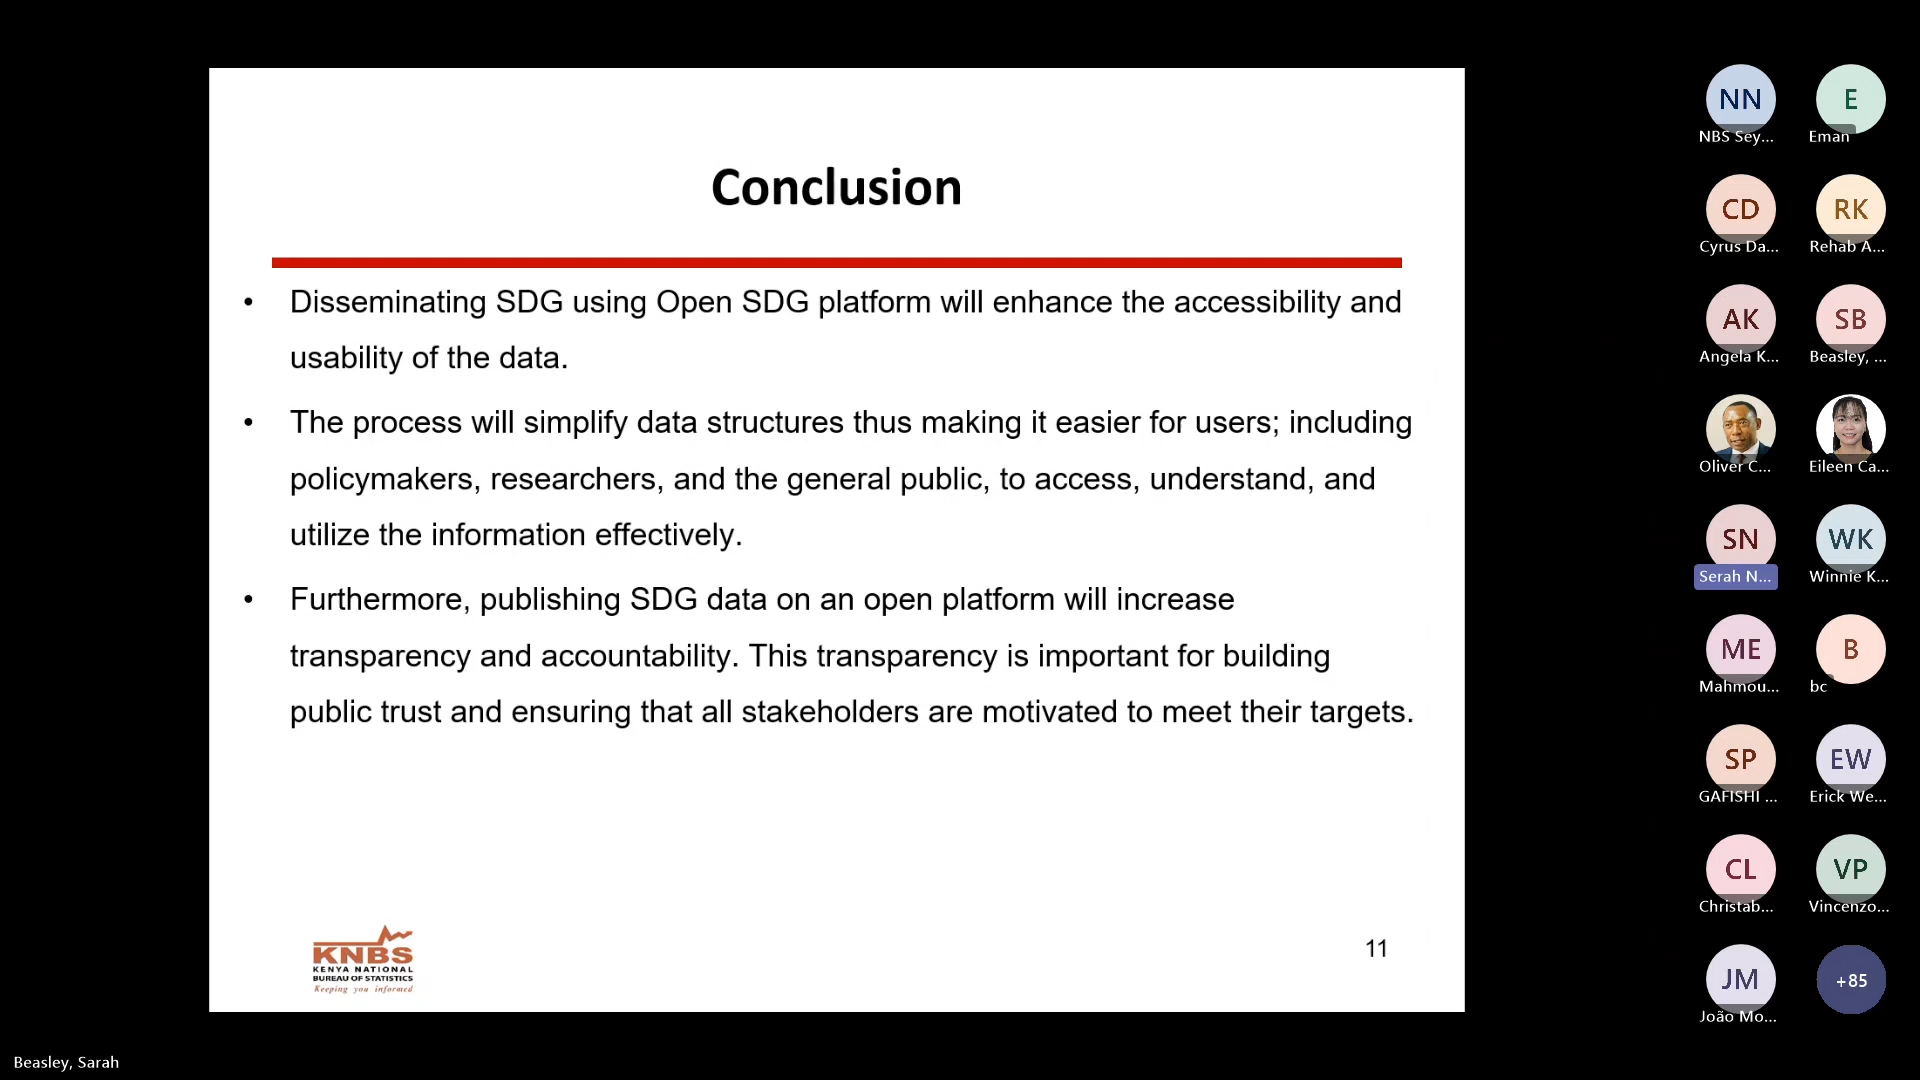 Conclusion
• Disseminating SDG using Open SDG platform will enhance the accessibility and
usability of the data.
• The process will simplify data structures thus making it easier for users; including
policymakers, researchers, and the general public, to access, understand, and
utilize the information effectively.
• Furthermore, publishing SDG data on an open platform will increase
transparency and accountability. This transparency is important for building
public trust and ensuring that all stakeholders are motivated to meet their targets.
KNBS
KENYA NATIONAL
BUREAU OF STATISTICS
Keeping you informed
11
NN E
NBS Sey... Eman
CD RK
Cyrus Da... Rehab A...
AK SB
Angela K... Beasley, ...
Oliver C... Eileen Ca...
SN WK
Serah N... Winnie K...
ME B
Mahmou... bc
SP EW
GAFISHI ... Erick We...
CL VP
Christab... Vincenzo...
JM +85
João Mo...
Beasley, Sarah